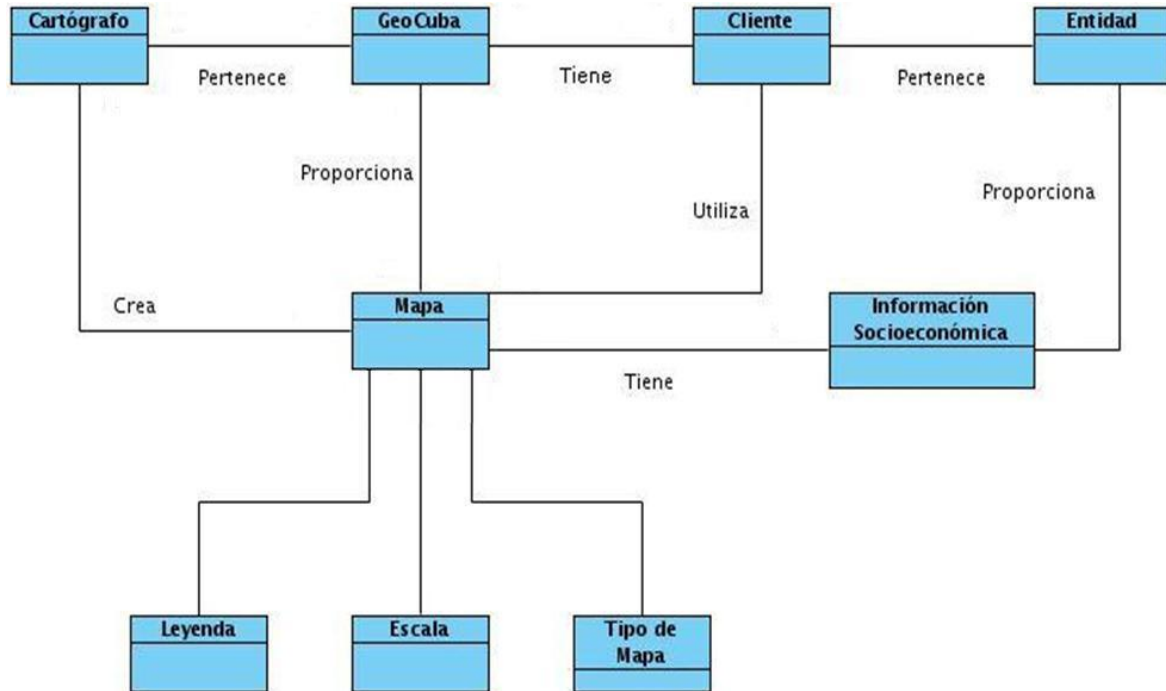 Cartógrafo
GeoCuba
Cliente
Entidad
Pertenece
Tiene
Pertenece
Proporciona
Proporciona
Utiliza
Crea
Mapa
Información
Socioeconómica
Tiene
Leyenda
Escala
Tipo de
Mapa